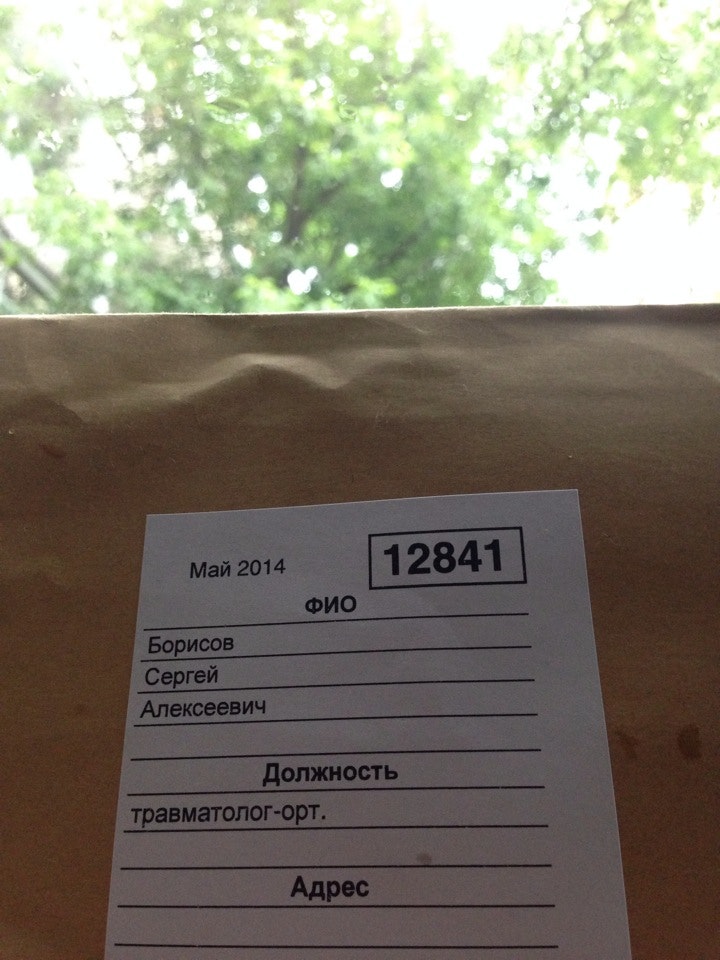 Май 2014 12841
ФИО
Борисов
Сергей
Алексеевич
Должность
травматолог-орт.
Адрес